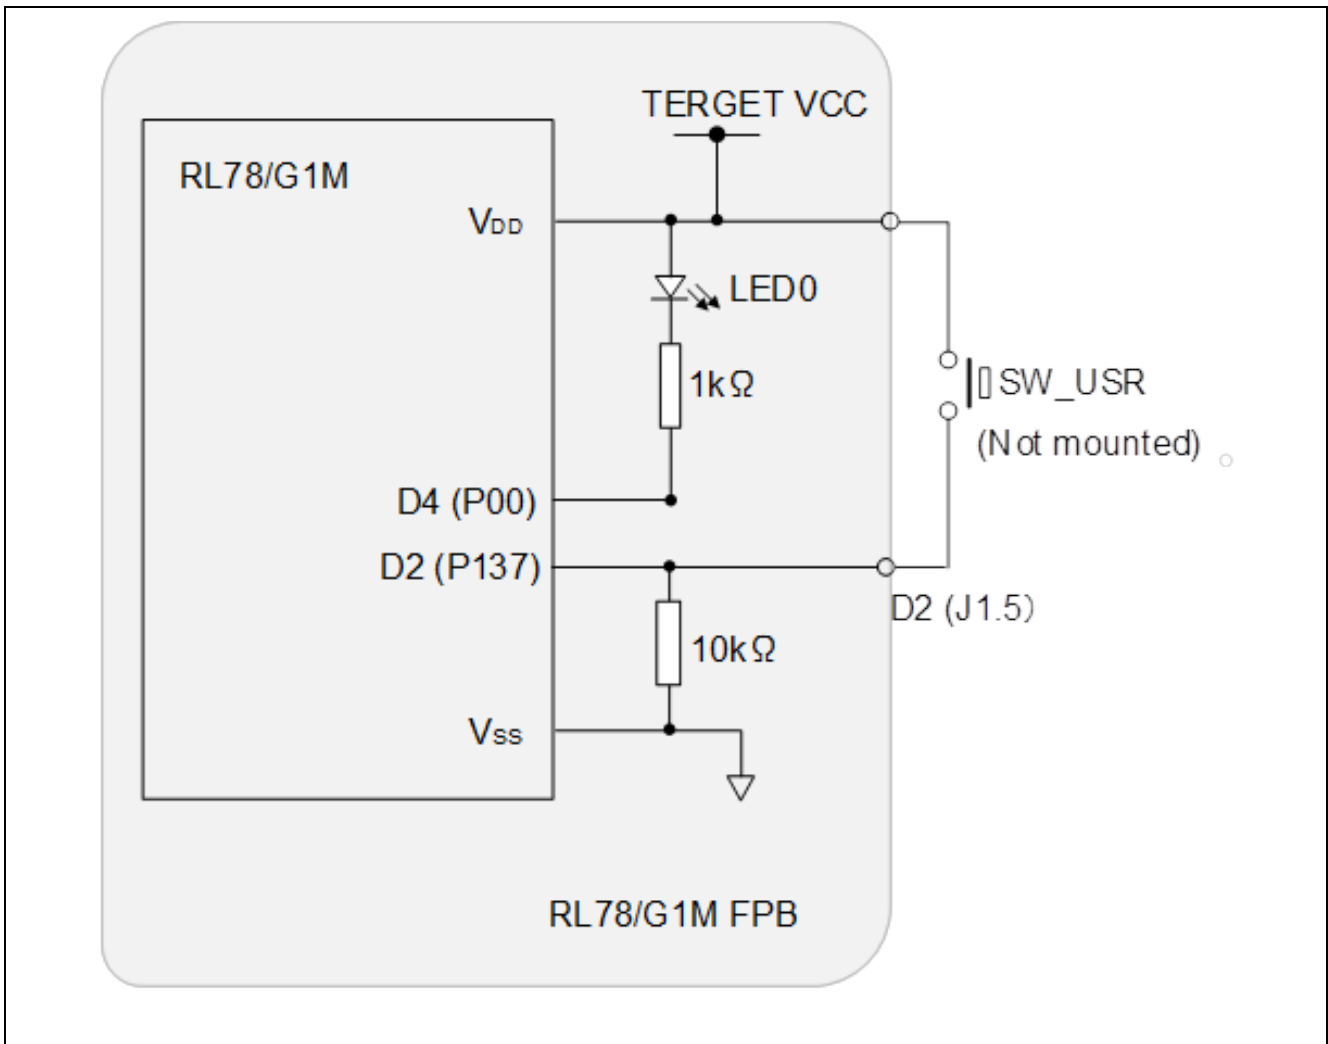 TERGET VCC
RL78/G1M
VDD
LED0
1kΩ
SW_USR
(Not mounted)
D4 (P00)
D2 (P137)
D2 (J1.5)
10kΩ
VSS
RL78/G1M FPB